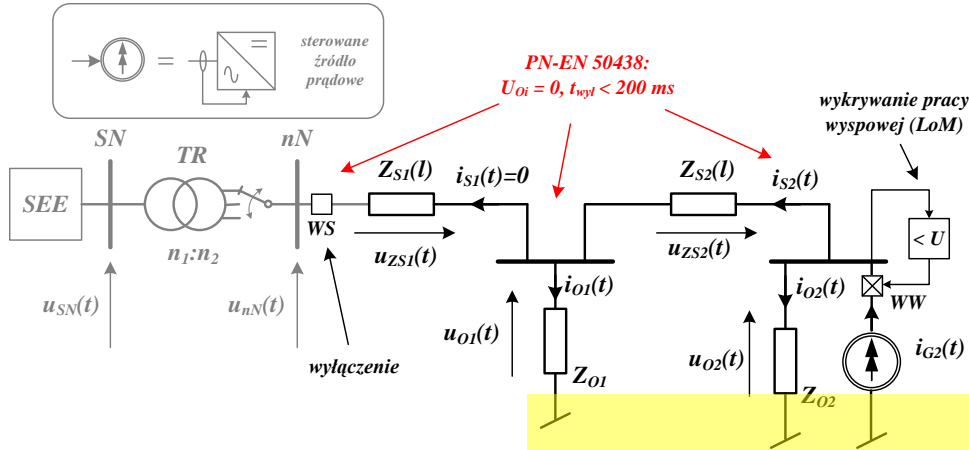 sterowane
źródło
prądowe
=
PN-EN 50438:
U_Oi = 0, t_wył < 200 ms
wykrywanie pracy
wyspowej (LoM)
SN
TR
nN
Z_S1(l)
i_S1(t)=0
Z_S2(l)
i_S2(t)
SEE
WS
< U
n_1:n_2
u_ZS1(t)
u_ZS2(t)
i_O1(t)
i_O2(t)
WW
u_SN(t)
u_nN(t)
u_O1(t)
u_O2(t)
i_G2(t)
wyłączenie
Z_O1
Z_O2